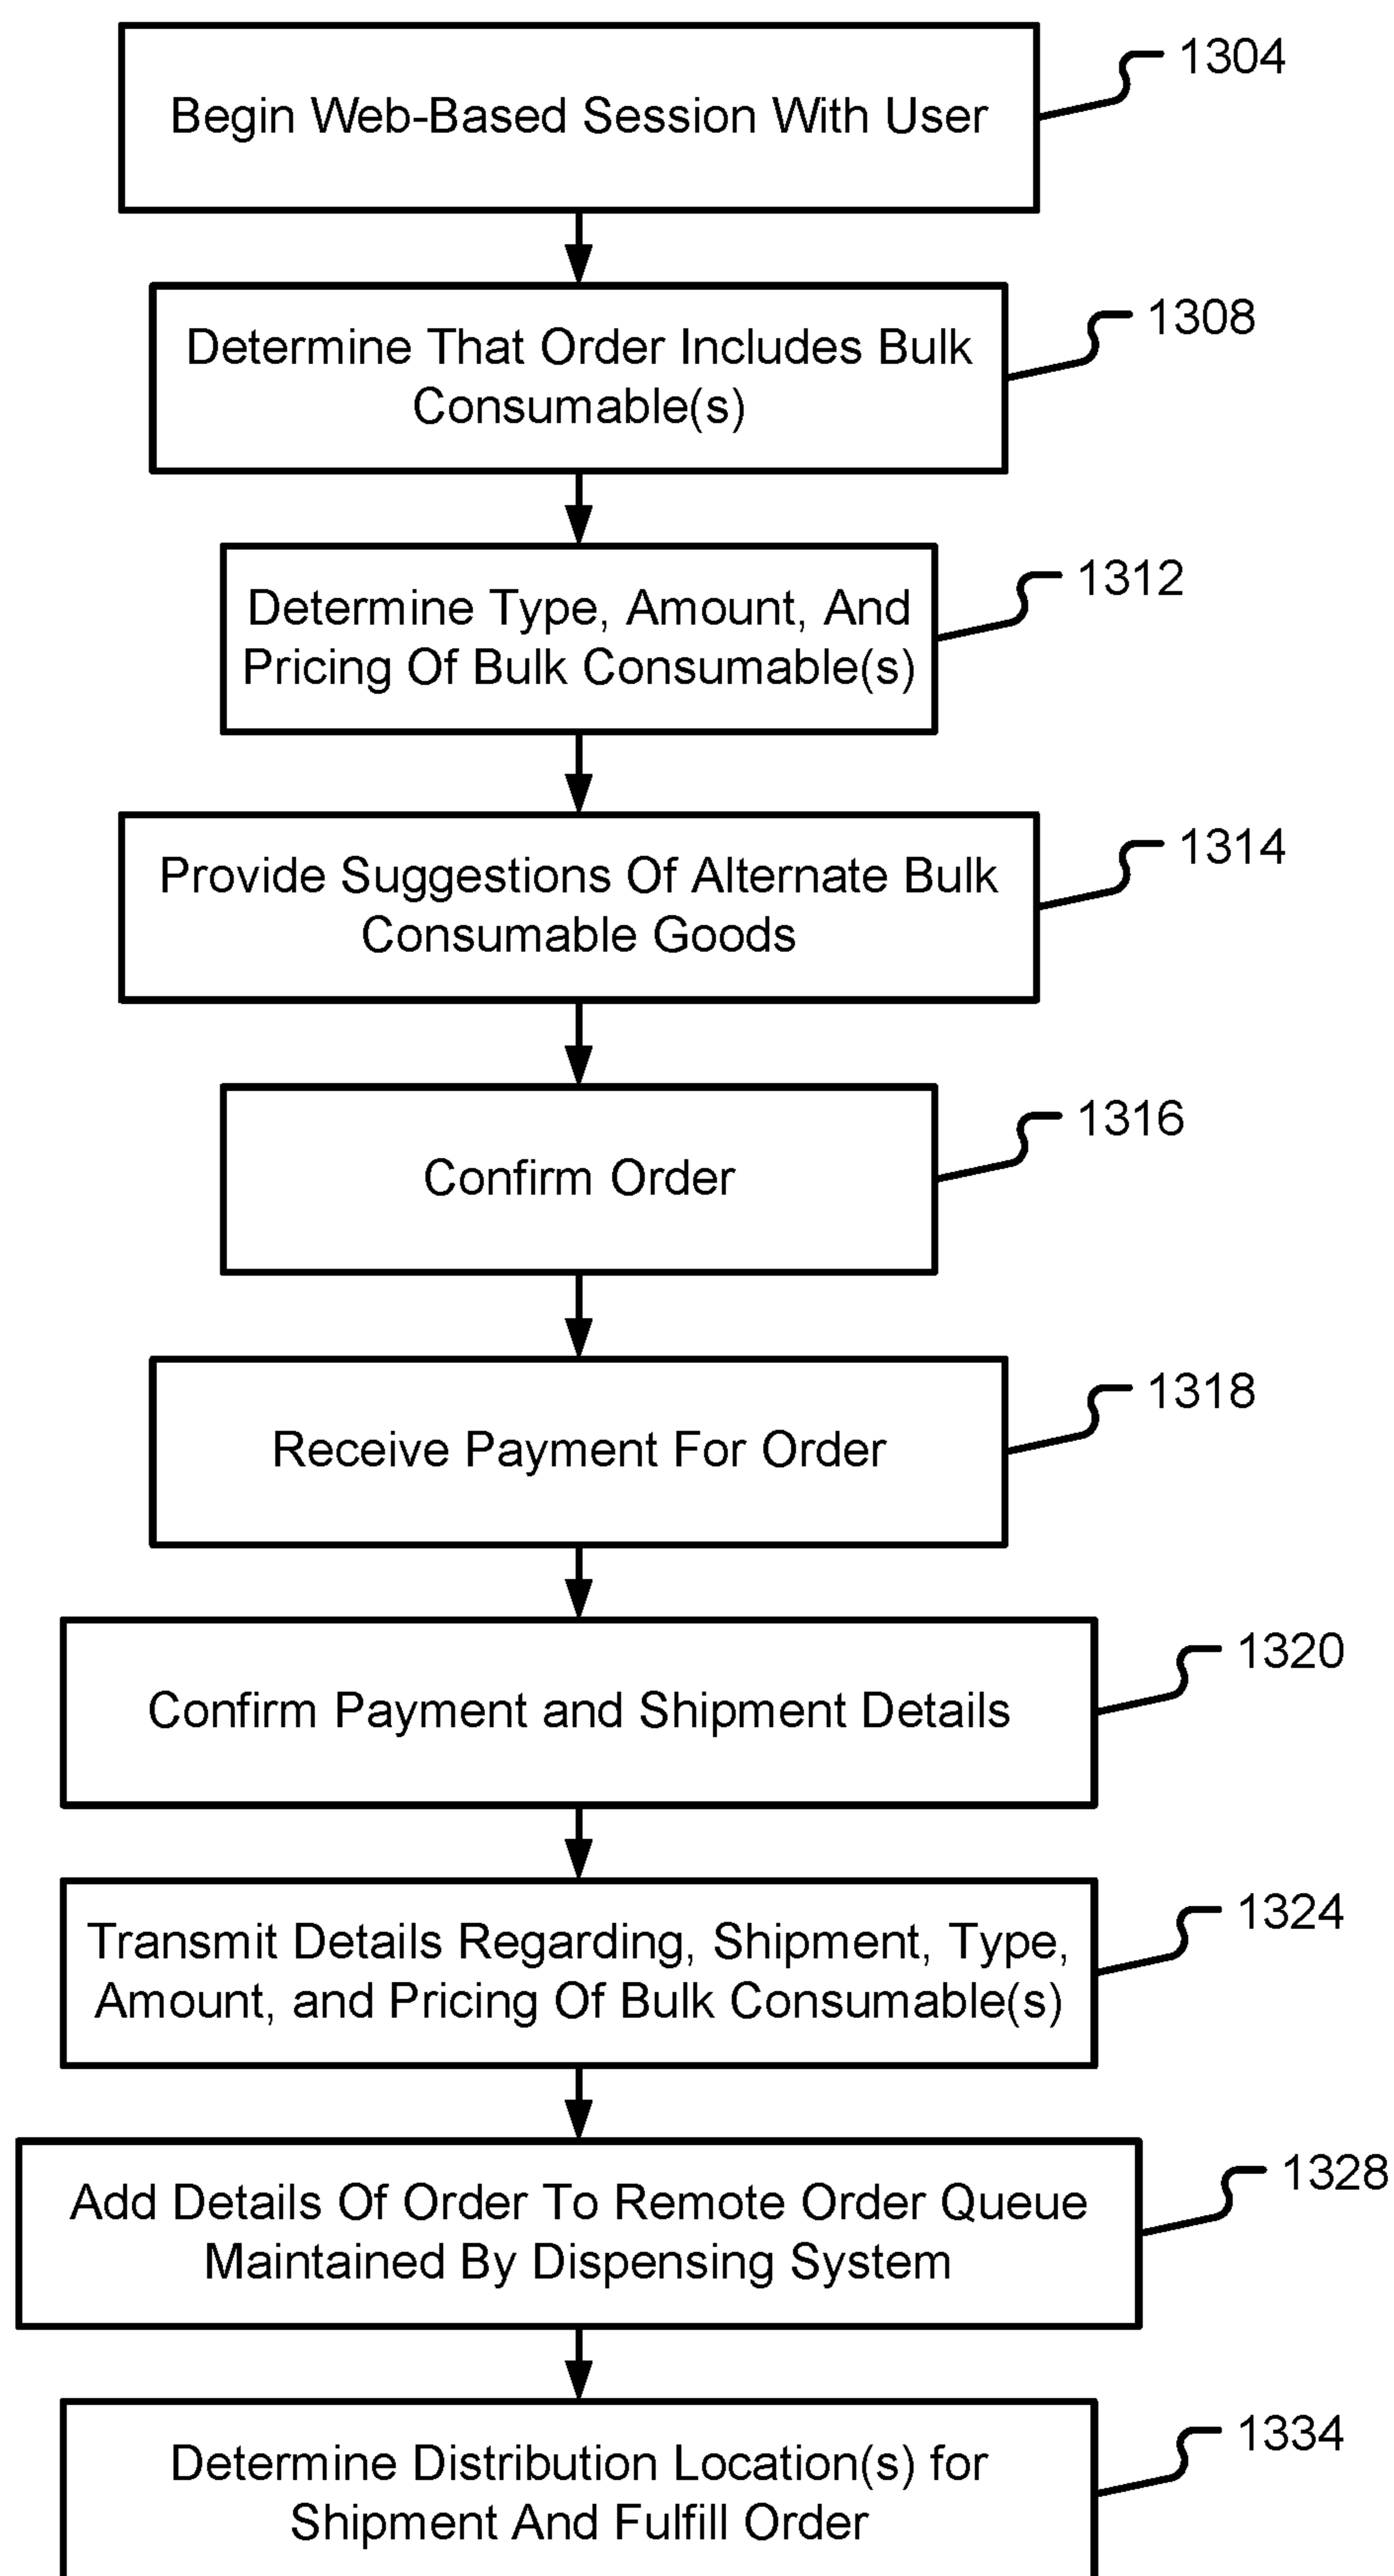 Begin Web-Based Session With User
1304
Determine That Order Includes Bulk
Consumable(s)
1308
Determine Type, Amount, And
Pricing Of Bulk Consumable(s)
1312
Provide Suggestions Of Alternate Bulk
Consumable Goods
1314
Confirm Order
1316
Receive Payment For Order
1318
Confirm Payment and Shipment Details
1320
Transmit Details Regarding, Shipment, Type,
Amount, and Pricing Of Bulk Consumable(s)
1324
Add Details Of Order To Remote Order Queue
Maintained By Dispensing System
1328
Determine Distribution Location(s) for
Shipment And Fulfill Order
1334